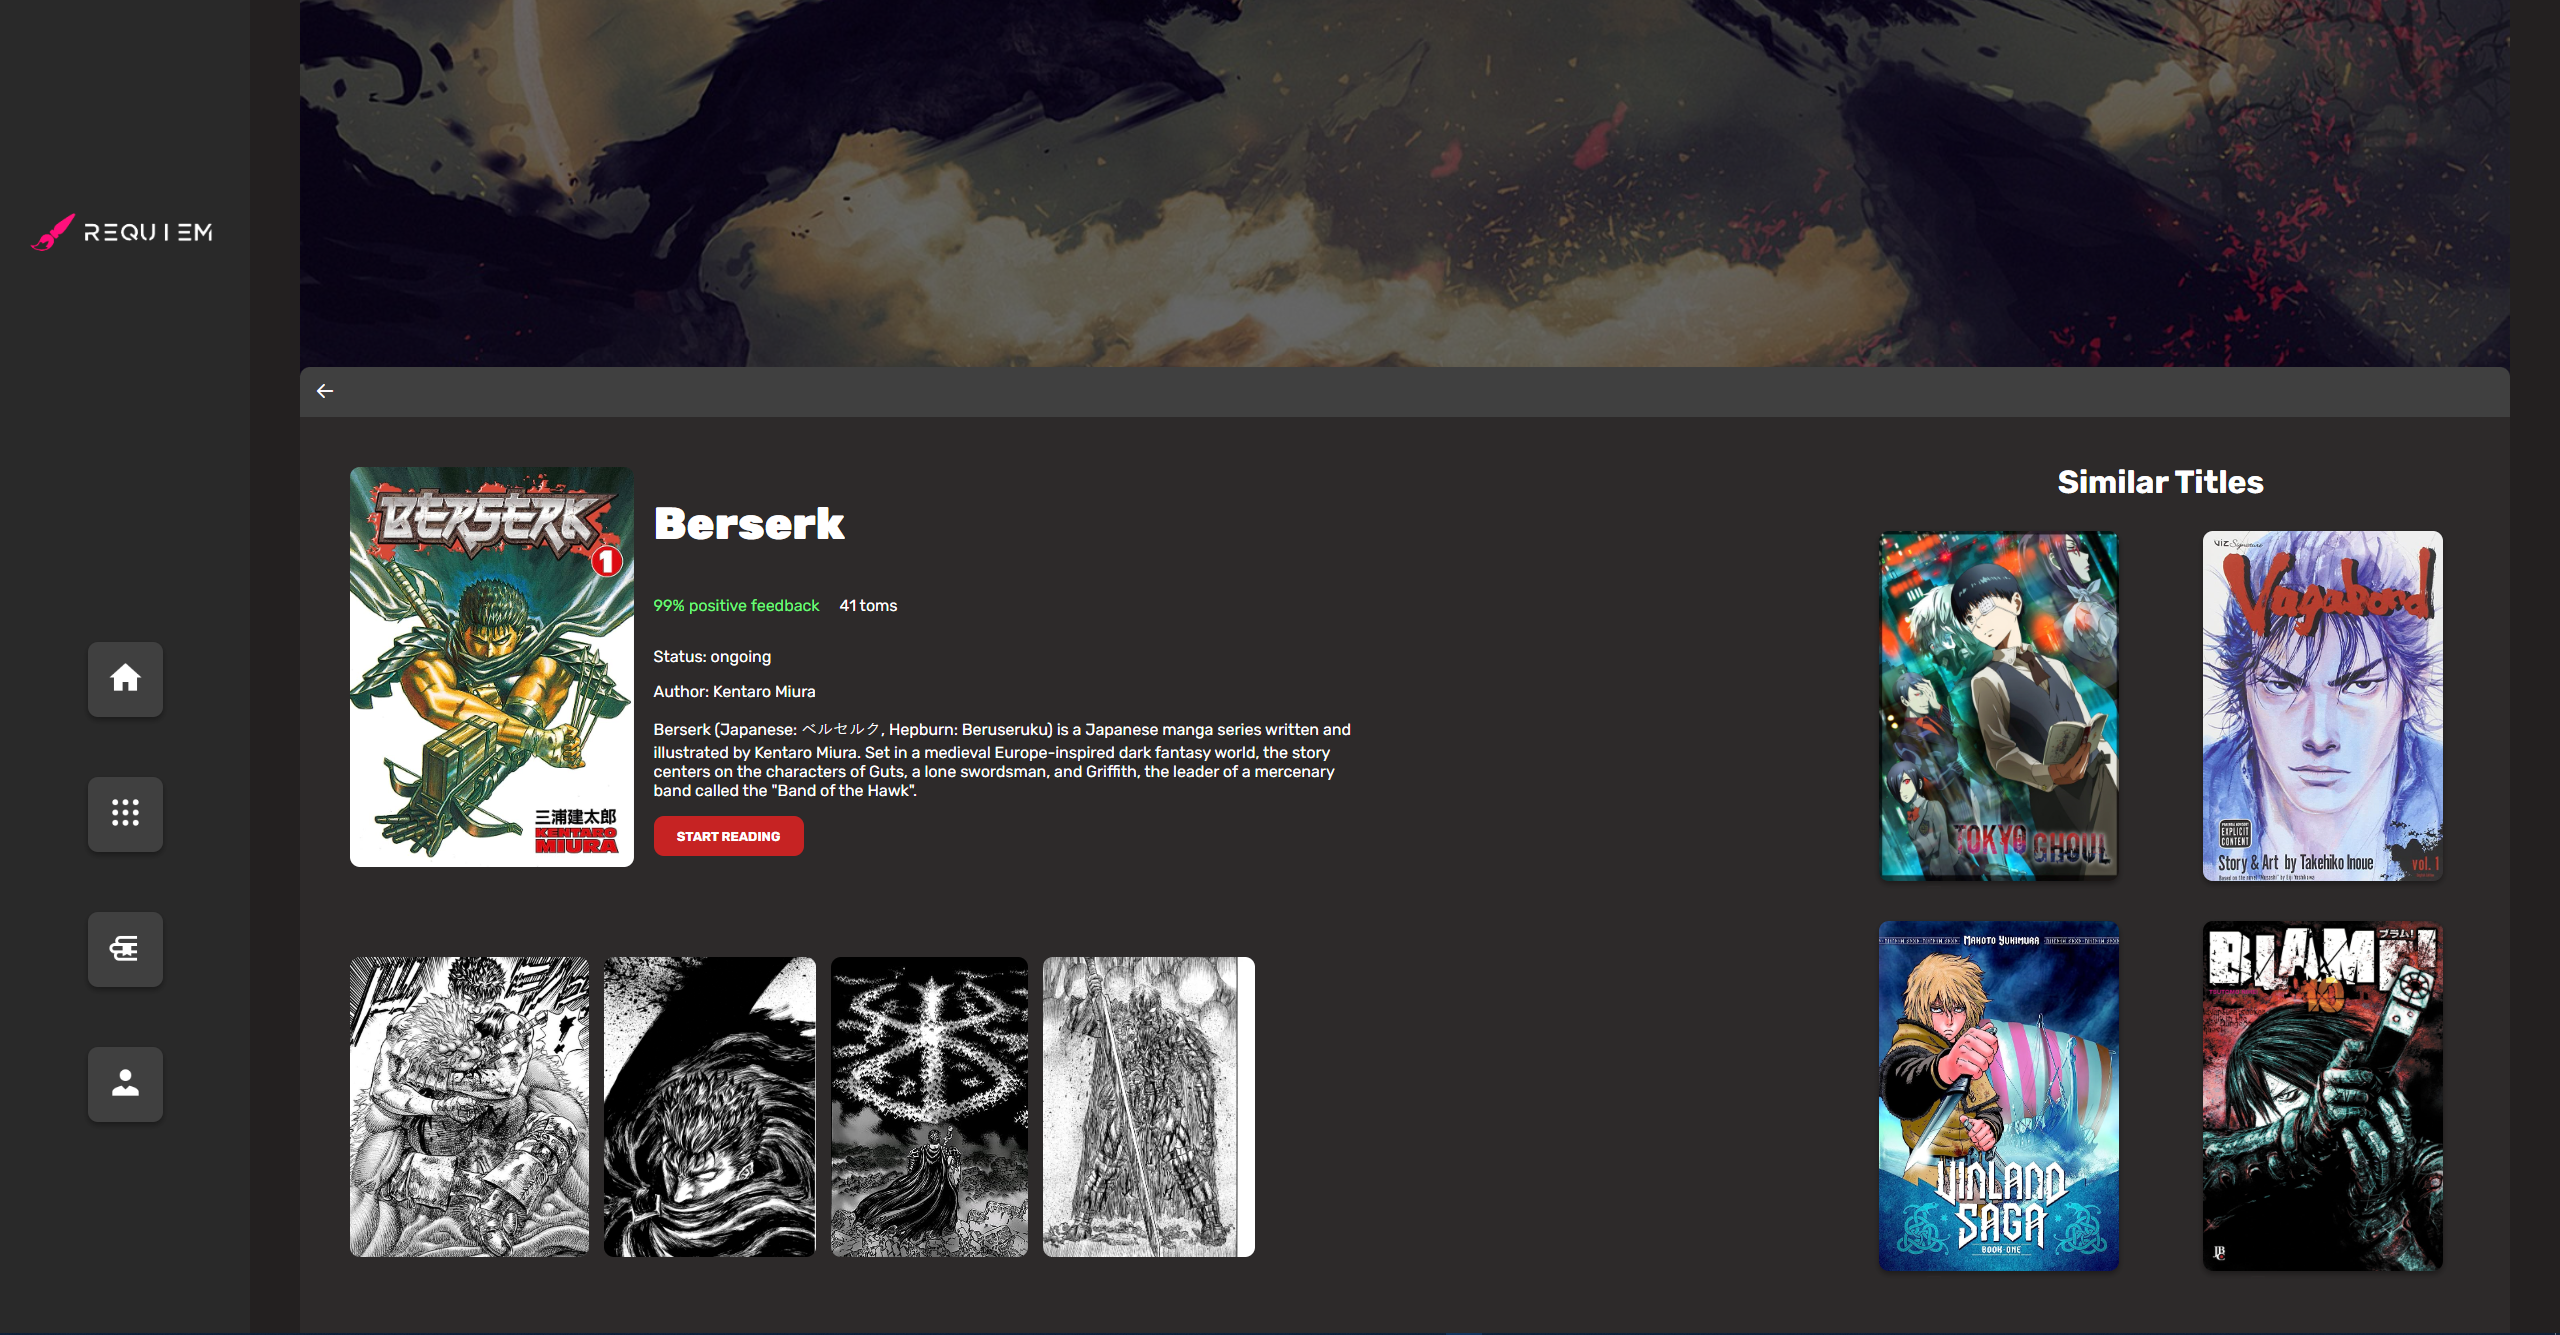 REQUIEM
BERSERK
1
三浦建太郎
KENTARO
MIURA
Berserk
99% positive feedback 41 toms
Status: ongoing
Author: Kentaro Miura
Berserk (Japanese: ベルセルク, Hepburn: Beruseruku) is a Japanese manga series written and
illustrated by Kentaro Miura. Set in a medieval Europe-inspired dark fantasy world, the story
centers on the characters of Guts, a lone swordsman, and Griffith, the leader of a mercenary
band called the "Band of the Hawk".
START READING
Similar Titles
TOKYO GHOUL
VIZ Signature
Vagabond
EXPLICIT
CONTENT
Story & Art by Takehiko Inoue
vol. 1
Makoto Yukimura
VINLAND
SAGA
BOOK ONE
ブラム!
BLAME!
10
JBC